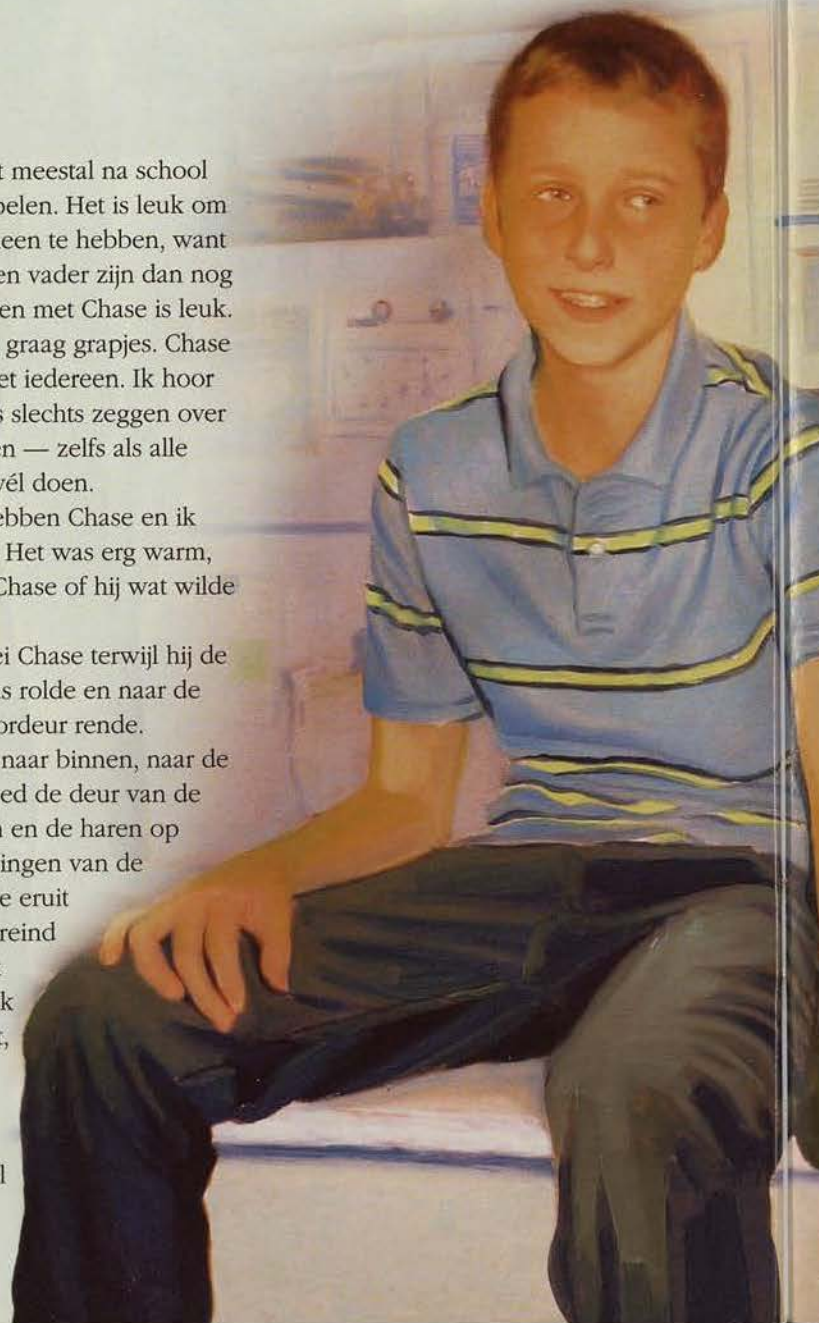 t meestal na school
pelen. Het is leuk om
een te hebben, want
en vader zijn dan nog
en met Chase is leuk.
graag grapjes. Chase
et iedereen. Ik hoor
s slechts zeggen over
n — zelfs als alle
vél doen.
ebben Chase en ik
Het was erg warm,
Chase of hij wat wilde
ei Chase terwijl hij de
s rolde en naar de
ordeur rende.
naar binnen, naar de
ed de deur van de
n en de haren op
ingen van de
e eruit
reind
k
l